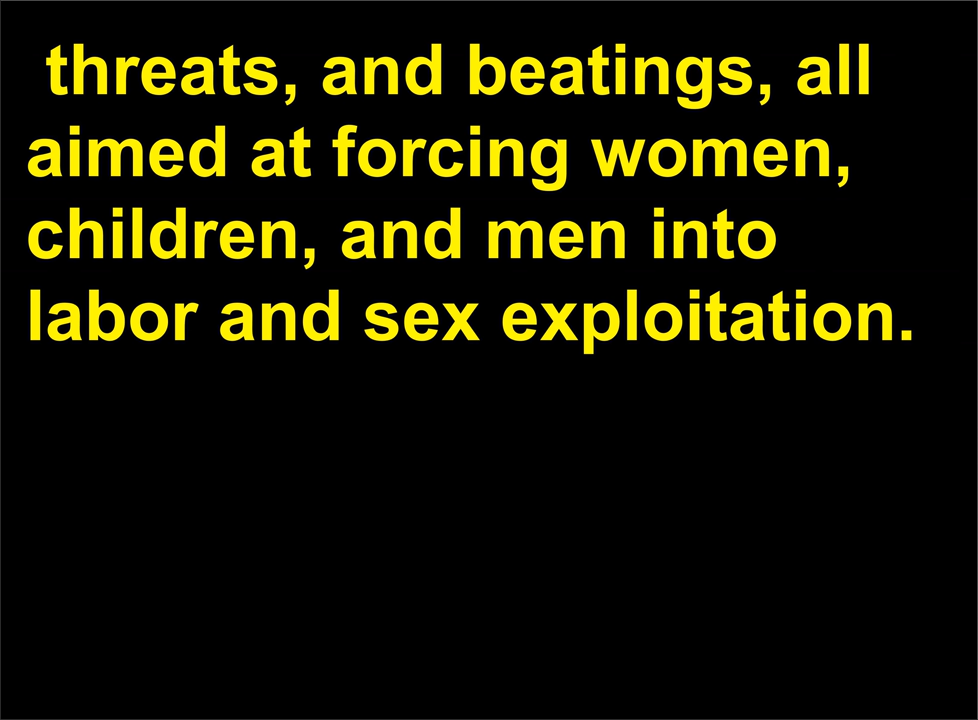 threats, and beatings, all
aimed at forcing women,
children, and men into
labor and sex exploitation.